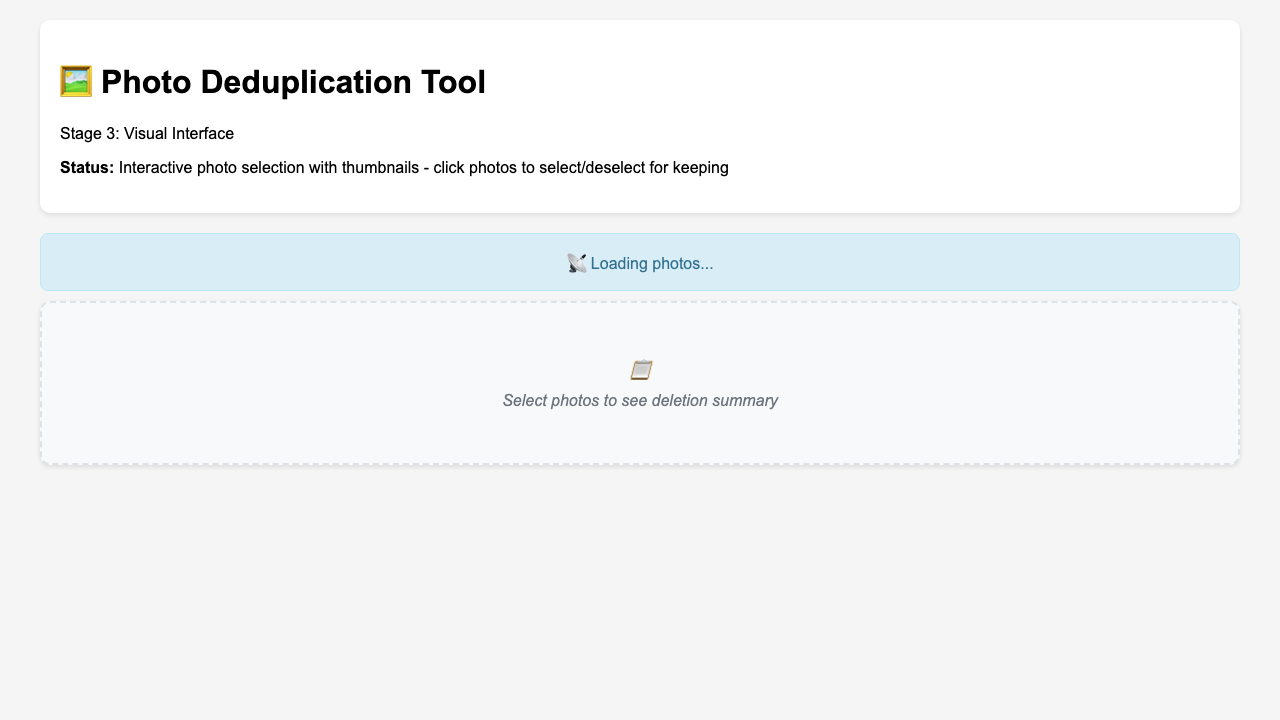 Photo Deduplication Tool
Stage 3: Visual Interface
Status: Interactive photo selection with thumbnails - click photos to select/deselect for keeping
Loading photos...
Select photos to see deletion summary